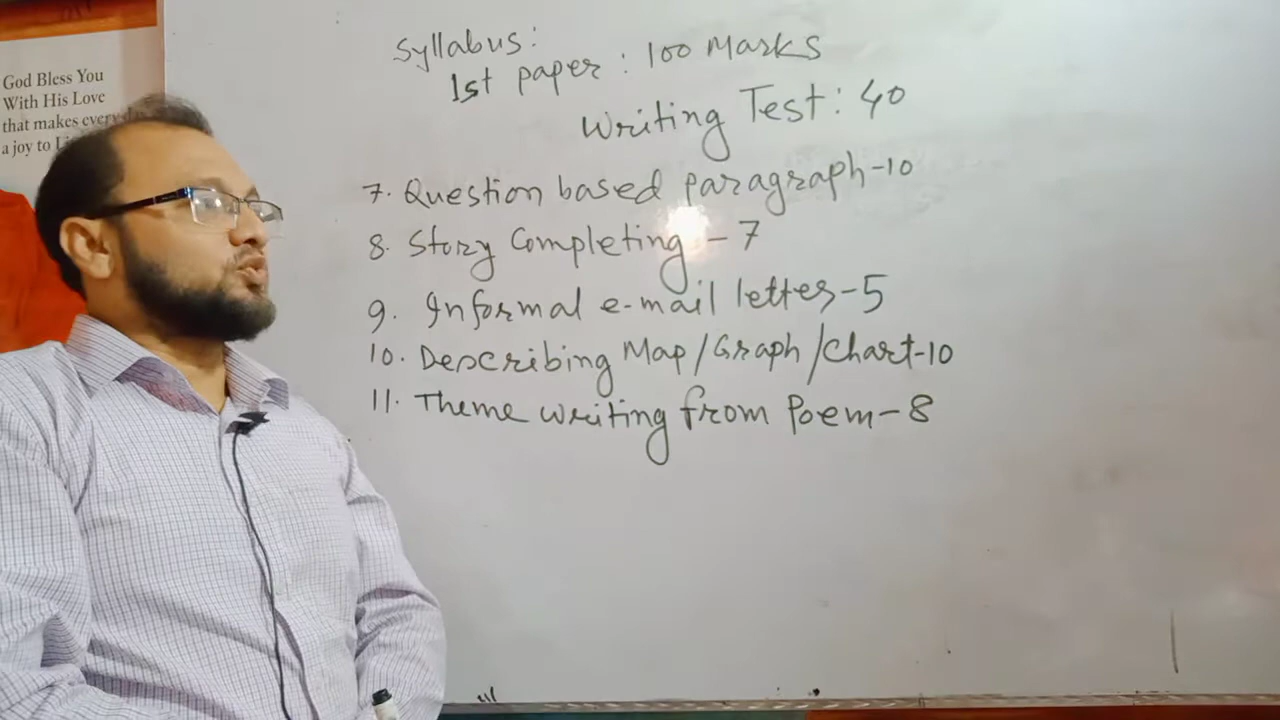 God Bless You
With His Love
that makes every
a joy to
Syllabus:
1st paper: 100 Marks
Writing Test: 40
7. Question based paragraph-10
8. Story Completing - 7
9. Informal e-mail letter-5
10. Describing Map/Graph/Chart-10
11. Theme writing from Poem-8